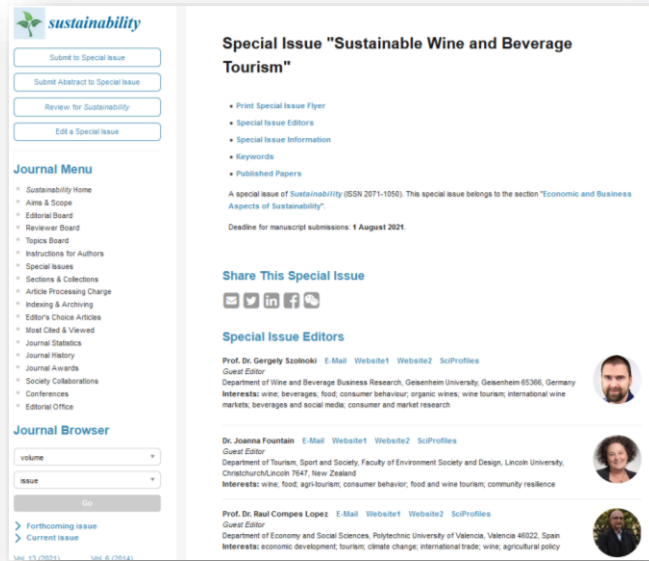 sustainability
Submit to Special Issue
Submit Abstract to Special Issue
Review for Sustainability
Edit a Special Issue
Journal Menu
Sustainability Home
Aims & Scope
Editorial Board
Reviewer Board
Topics Board
Instructions for Authors
Special Issues
Sections & Collections
Article Processing Charge
Indexing & Archiving
Editor's Choice Articles
Most Cited & Viewed
Journal Statistics
Journal History
Journal Awards
Society Collaborations
Conferences
Editorial Office
Journal Browser
volume
issue
Go
Forthcoming issue
Current issue
Vol. 13 (2021) Vol. 6 (2014)
Special Issue "Sustainable Wine and Beverage
Tourism"
Print Special Issue Flyer
Special Issue Editors
Special Issue Information
Keywords
Published Papers
A special issue of Sustainability (ISSN 2071-1050). This special issue belongs to the section "Economic and Business
Aspects of Sustainability".
Deadline for manuscript submissions: 1 August 2021.
Share This Special Issue
Special Issue Editors
Prof. Dr. Gergely Szolnoki E-Mail Website1 Website2 SciProfiles
Guest Editor
Department of Wine and Beverage Business Research, Geisenheim University, Geisenheim 65366, Germany
Interests: wine; beverages; food; consumer behaviour; organic wines; wine tourism; international wine
markets; beverages and social media; consumer and market research
Dr. Joanna Fountain E-Mail Website1 Website2 SciProfiles
Guest Editor
Department of Tourism, Sport and Society, Faculty of Environment Society and Design, Lincoln University,
Christchurch/Lincoln 7647, New Zealand
Interests: wine; food; agri-tourism; consumer behavior; food and wine tourism; community resilience
Prof. Dr. Raul Compes Lopez E-Mail Website1 Website2 SciProfiles
Guest Editor
Department of Economy and Social Sciences, Polytechnic University of Valencia, Valencia 46022, Spain
Interests: economic development; tourism; climate change; international trade; wine; agricultural policy